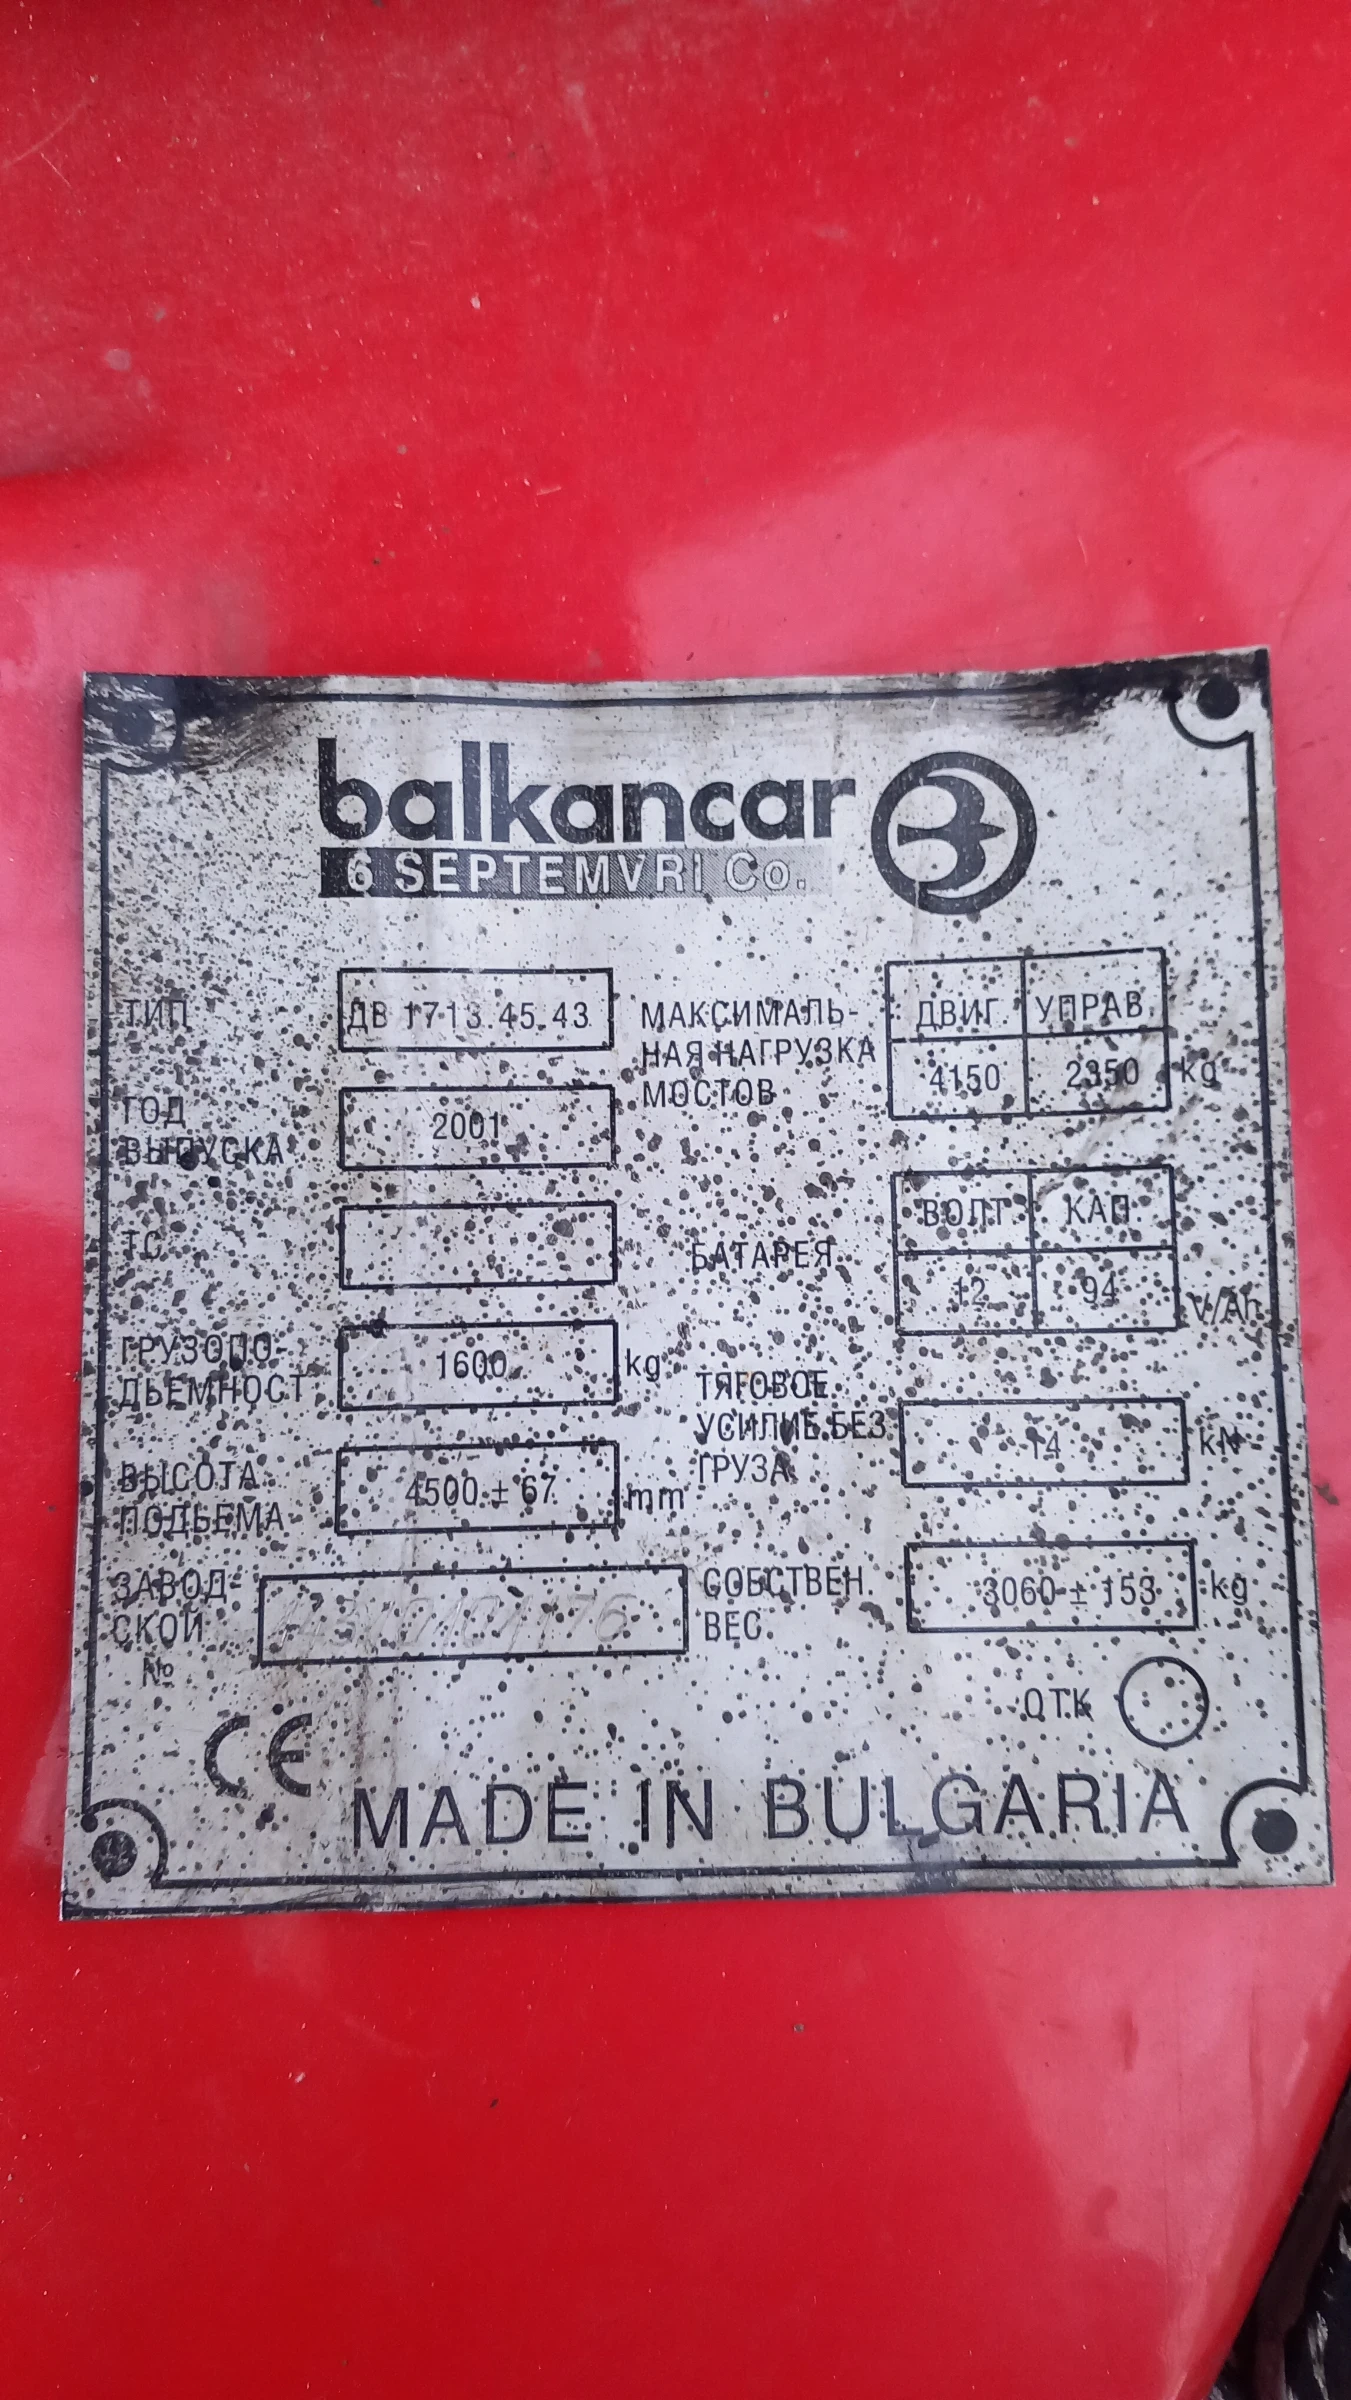 balkancar
6 SEPTEMVRI Co.
ТИП
ДВ 1713.45.43
ГОД
ВЫПУСКА
2001
ТС
ГРУЗОПО-
ДЬЕМНОСТ
1600
kg
ВЫСОТА
ПОДЬЕМА
4500 ± 67
mm
ЗАВОД-
СКОЙ
№
МАКСИМАЛЬ-
НАЯ НАГРУЗКА
МОСТОВ
ДВИГ. УПРАВ.
4150 2350 kg
БАТАРЕЯ
ВОЛТ КАП.
12 94 V/Ah
ТЯГОВОЕ
УСИЛИЕ БЕЗ
ГРУЗА
14 kN
СОБСТВЕН.
ВЕС
3060 ± 153 kg
ОТК
CE
MADE IN BULGARIA